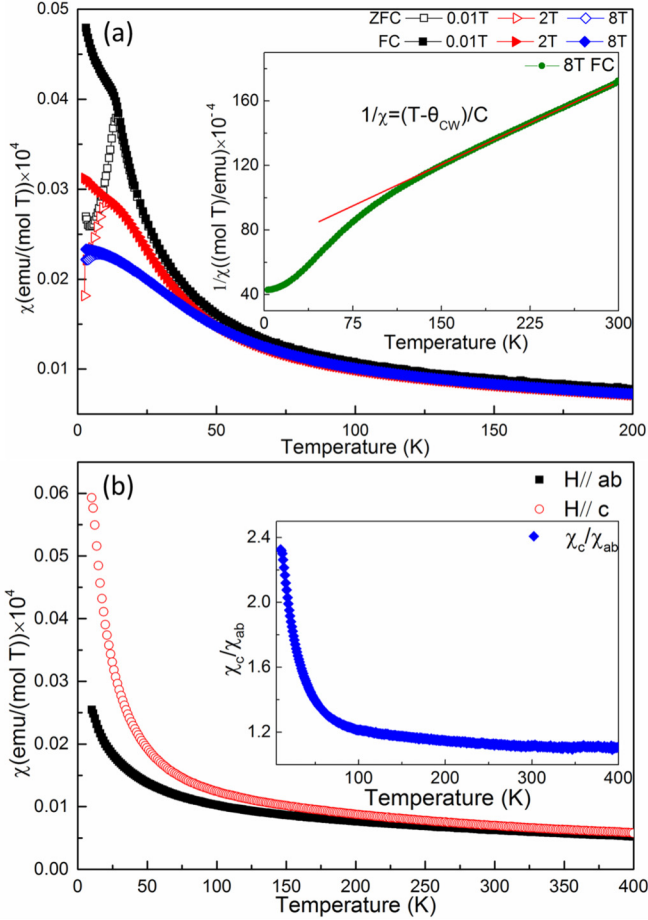 (a)
ZFC 0.01T 2T 8T
FC 0.01T 2T 8T
0.05
0.04
0.03
0.02
0.01
χ(emu/(mol T))×10⁴
0 25 50 75 100 125 150 175 200
Temperature (K)
8T FC
1/χ=(T-θCW)/C
160
120
80
40
1/χ((mol T)/emu)×10⁻⁴
0 75 150 225 300
Temperature (K)
(b)
H// ab
H// c
0.06
0.05
0.04
0.03
0.02
0.01
0.00
χ(emu/(mol T))×10⁴
0 50 100 150 200 250 300 350 400
Temperature (K)
χc/χab
2.4
2.0
1.6
1.2
χc/χab
100 200 300 400
Temperature (K)